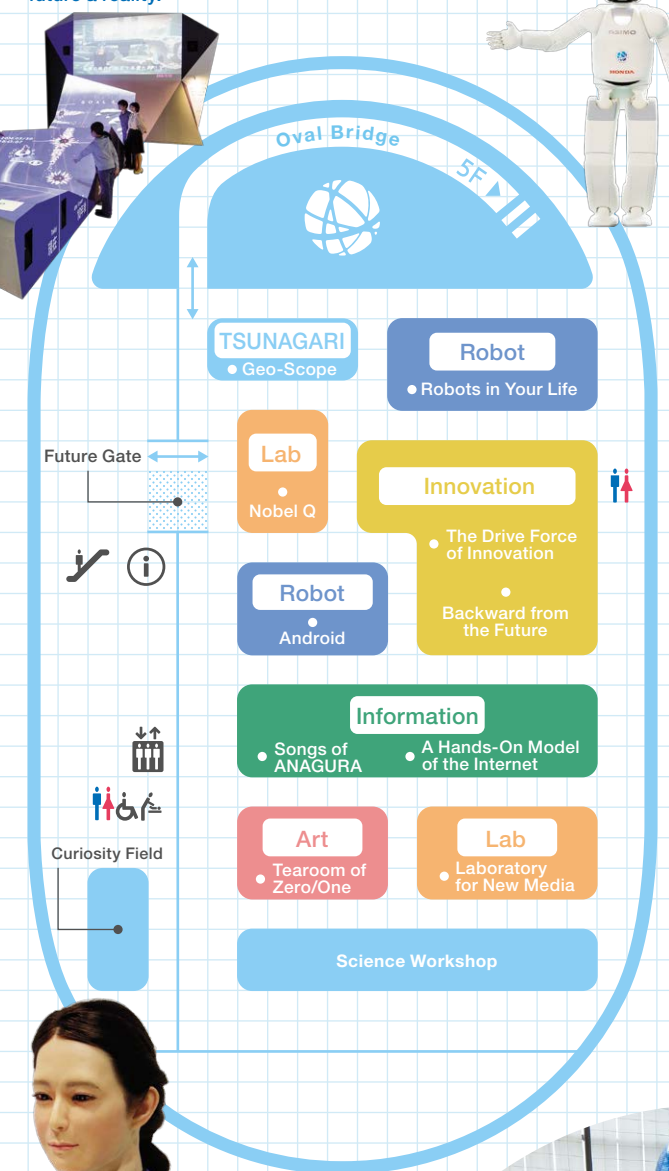 future a reality.
ASIMO
HONDA
Oval Bridge
5F
TSUNAGARI
Geo-Scope
Robot
Robots in Your Life
Future Gate
Lab
Nobel Q
Innovation
The Drive Force
of Innovation
Backward from
the Future
Robot
Android
Information
Songs of
ANAGURA
A Hands-On Model
of the Internet
Curiosity Field
Art
Tearoom of
Zero/One
Lab
Laboratory
for New Media
Science Workshop